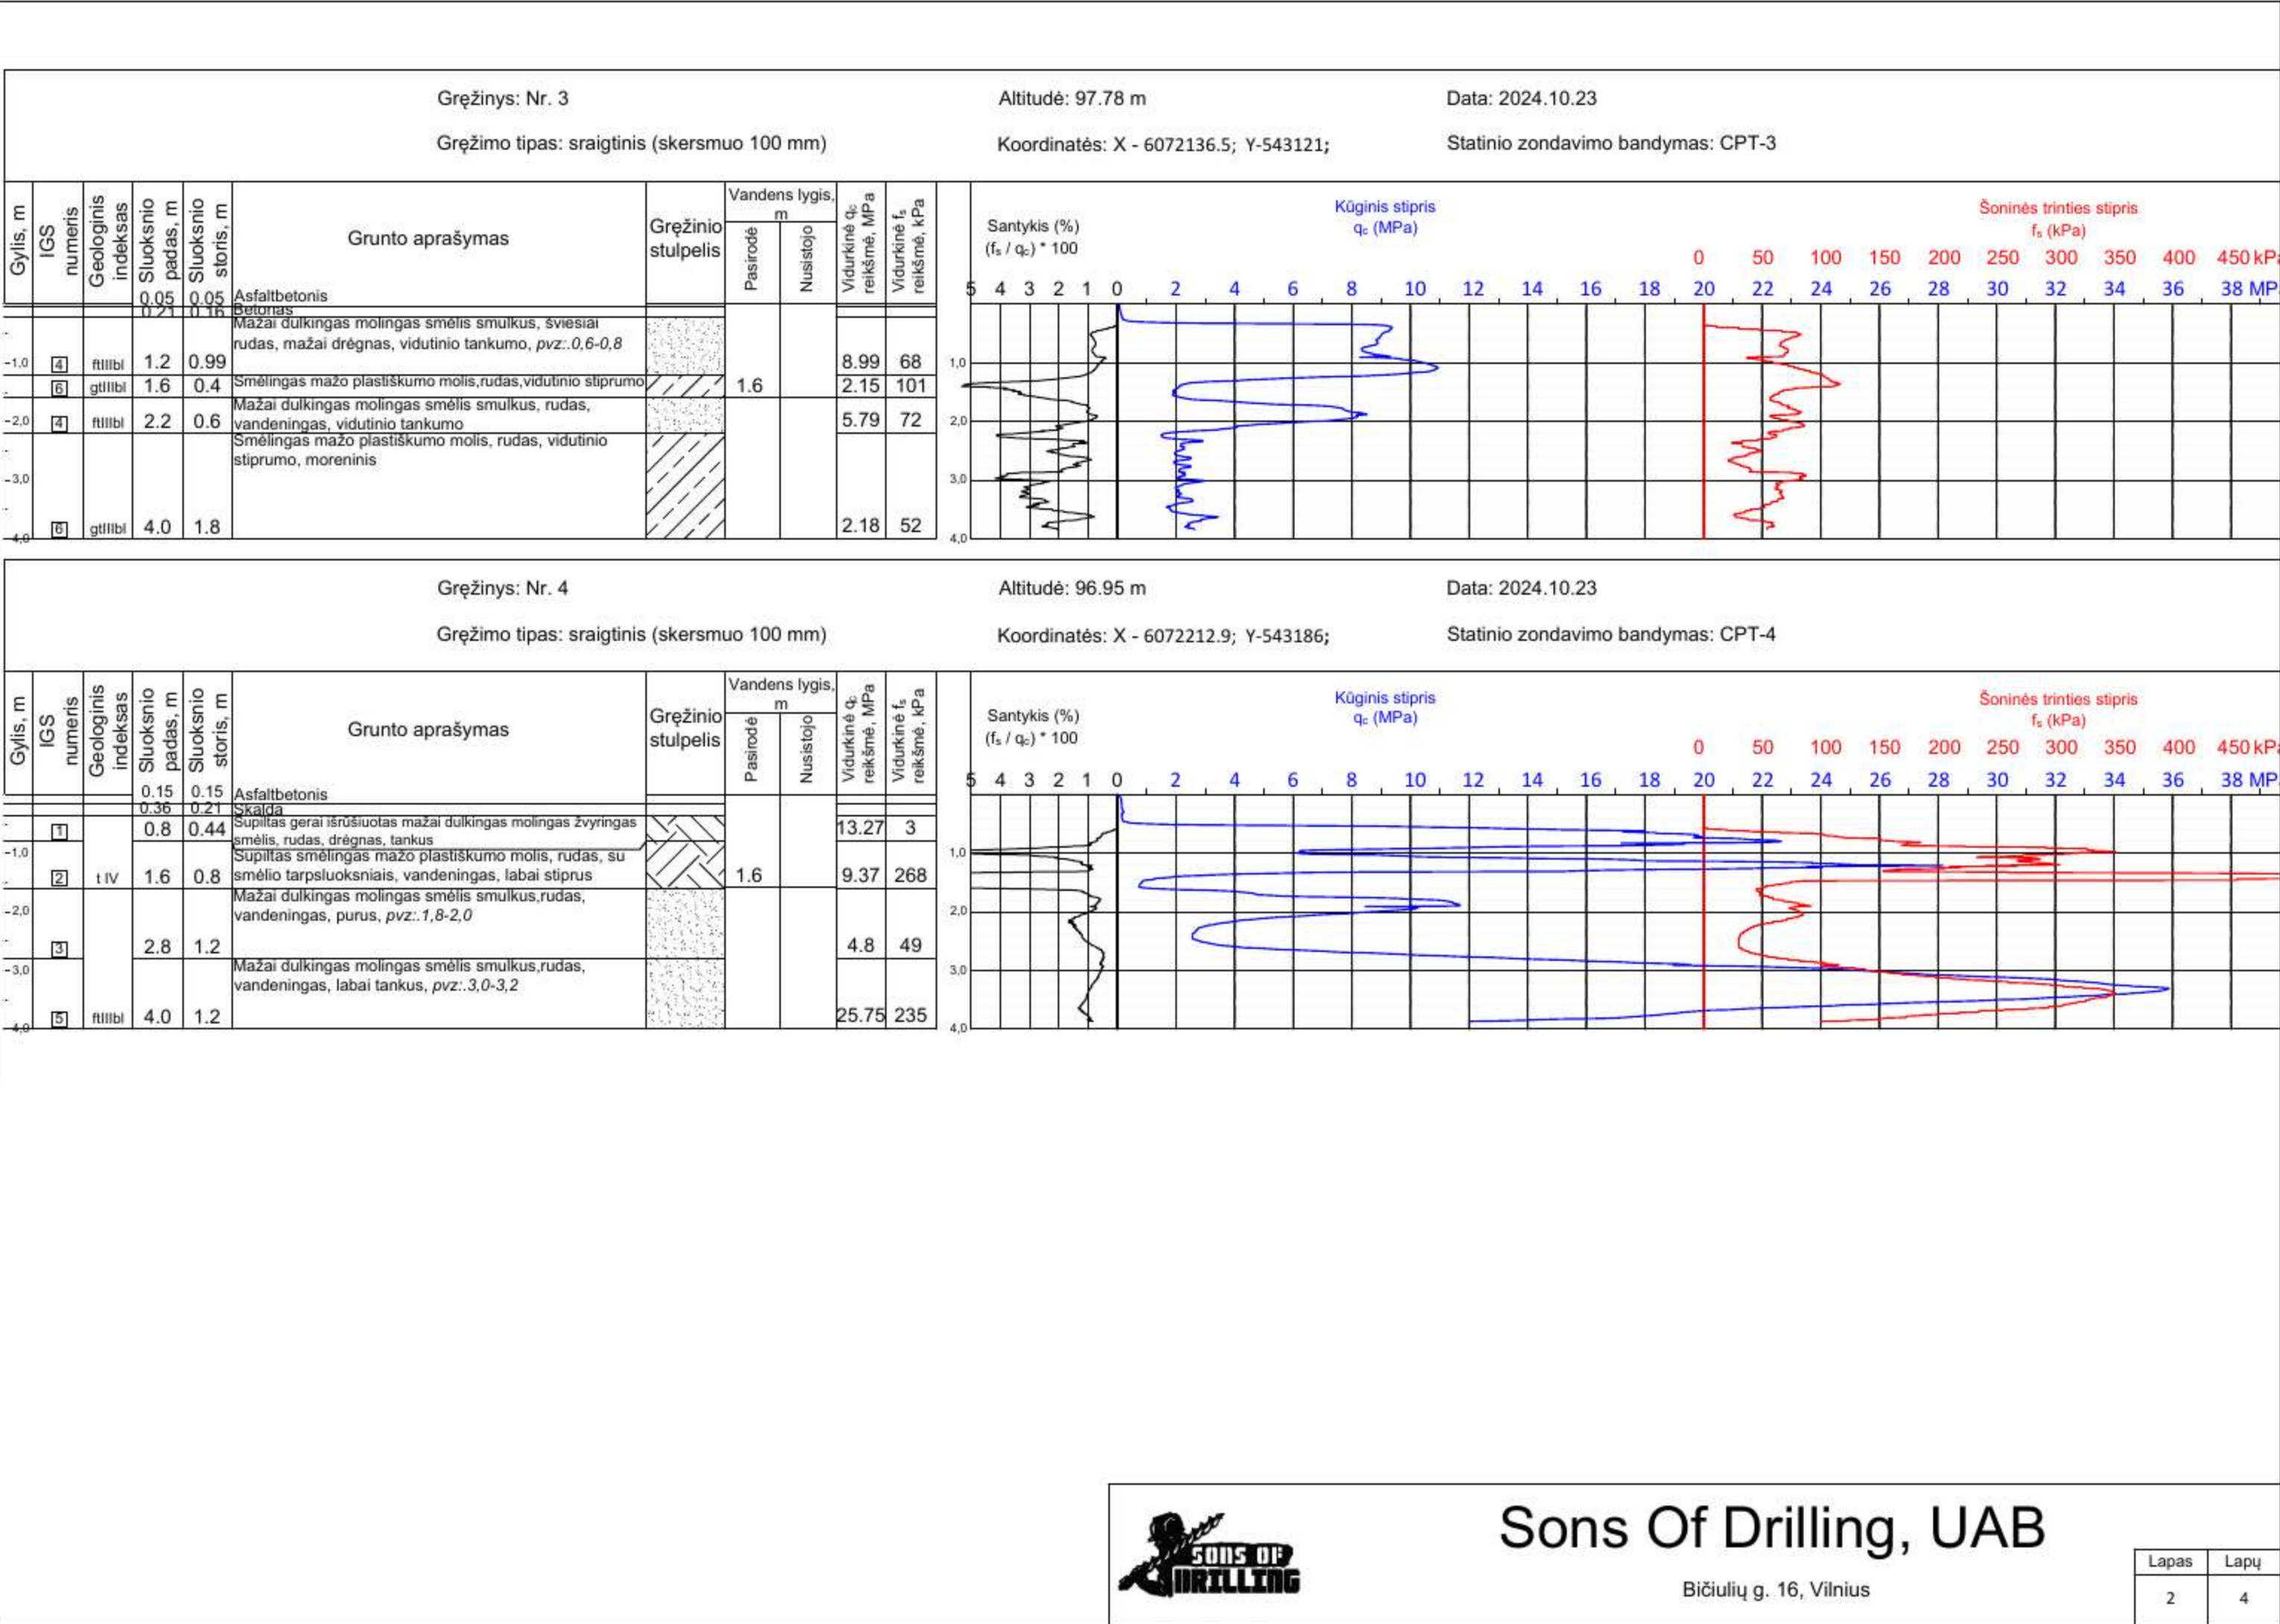 Gręžinys: Nr. 3
Altitudė: 97.78 m
Data: 2024.10.23
Gręžimo tipas: sraigtinis (skersmuo 100 mm)
Koordinatės: X - 6072136.5; Y-543121;
Statinio zondavimo bandymas: CPT-3
Gylis, m
IGS numeris
Geologinis indeksas
Sluoksnio padas, m
Sluoksnio storis, m
Grunto aprašymas
Gręžinio stulpelis
Vandens lygis, m
Pasirodė
Nusistojo
Vidurkinė qc reikšmė, MPa
Vidurkinė fs reikšmė, kPa
Santykis (%)
(fs / qc) * 100
Kūginis stipris
qc (MPa)
Šoninės trinties stipris
fs (kPa)
0 50 100 150 200 250 300 350 400 450 kPa
5 4 3 2 1 0 2 4 6 8 10 12 14 16 18 20 22 24 26 28 30 32 34 36 38 MP
0.05 0.05 Asfaltbetonis
0.21 0.16 Betonas
Mažai dulkingas molingas smėlis smulkus, šviesiai
rudas, mažai drėgnas, vidutinio tankumo, pvz:.0,6-0,8
-1,0 4 ftIIIbl 1.2 0.99 8.99 68 1,0
6 gtIIIbl 1.6 0.4 Smėlingas mažo plastiškumo molis,rudas,vidutinio stiprumo 1.6 2.15 101
Mažai dulkingas molingas smėlis smulkus, rudas,
-2,0 4 ftIIIbl 2.2 0.6 vandeningas, vidutinio tankumo 5.79 72 2,0
Smėlingas mažo plastiškumo molis, rudas, vidutinio
stiprumo, moreninis
-3,0 3,0
6 gtIIIbl 4.0 1.8 2.18 52
4,0 4,0
Gręžinys: Nr. 4
Altitudė: 96.95 m
Data: 2024.10.23
Gręžimo tipas: sraigtinis (skersmuo 100 mm)
Koordinatės: X - 6072212.9; Y-543186;
Statinio zondavimo bandymas: CPT-4
Gylis, m
IGS numeris
Geologinis indeksas
Sluoksnio padas, m
Sluoksnio storis, m
Grunto aprašymas
Gręžinio stulpelis
Vandens lygis, m
Pasirodė
Nusistojo
Vidurkinė qc reikšmė, MPa
Vidurkinė fs reikšmė, kPa
Santykis (%)
(fs / qc) * 100
Kūginis stipris
qc (MPa)
Šoninės trinties stipris
fs (kPa)
0 50 100 150 200 250 300 350 400 450 kPa
5 4 3 2 1 0 2 4 6 8 10 12 14 16 18 20 22 24 26 28 30 32 34 36 38 MP
0.15 0.15 Asfaltbetonis
0.36 0.21 Skalda
1 0.8 0.44 Supiltas gerai išrūšiuotas mažai dulkingas molingas žvyringas 13.27 3
smėlis, rudas, drėgnas, tankus
-1,0 Supiltas smėlingas mažo plastiškumo molis, rudas, su 1,0
2 t IV 1.6 0.8 smėlio tarpsluoksniais, vandeningas, labai stiprus 1.6 9.37 268
Mažai dulkingas molingas smėlis smulkus,rudas,
-2,0 vandeningas, purus, pvz:.1,8-2,0 2,0
3 2.8 1.2 4.8 49
-3,0 Mažai dulkingas molingas smėlis smulkus,rudas, 3,0
vandeningas, labai tankus, pvz:.3,0-3,2
5 ftIIIbl 4.0 1.2 25.75 235
4,0 4,0
SONS OF
DRILLING
Sons Of Drilling, UAB
Bičiulių g. 16, Vilnius
Lapas Lapų
2 4